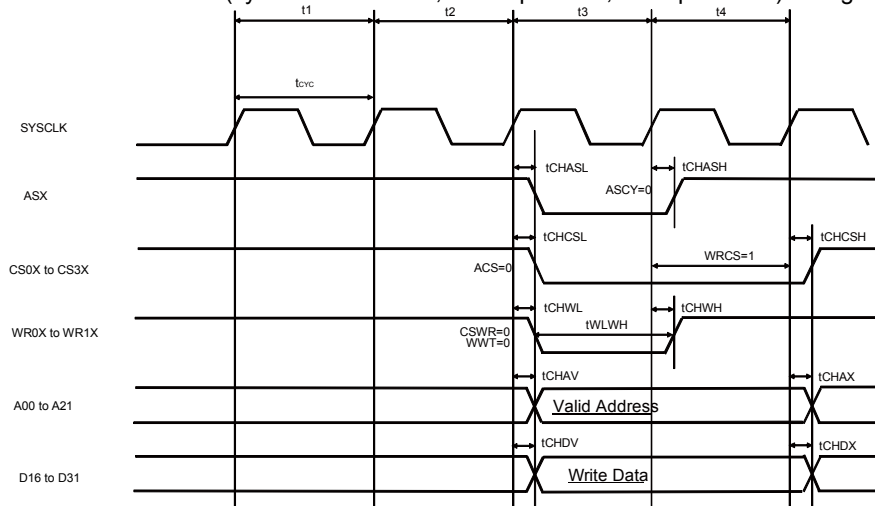 t1 t2 t3 t4
tCYC
SYSCLK
tCHASL tCHASH
ASX
ASCY=0
tCHCSL tCHCSH
WRCS=1
CS0X to CS3X
ACS=0
tCHWL tCHWH
WR0X to WR1X
CSWR=0
WWT=0
tWLWH
tCHAV tCHAX
A00 to A21
Valid Address
tCHDV tCHDX
D16 to D31
Write Data